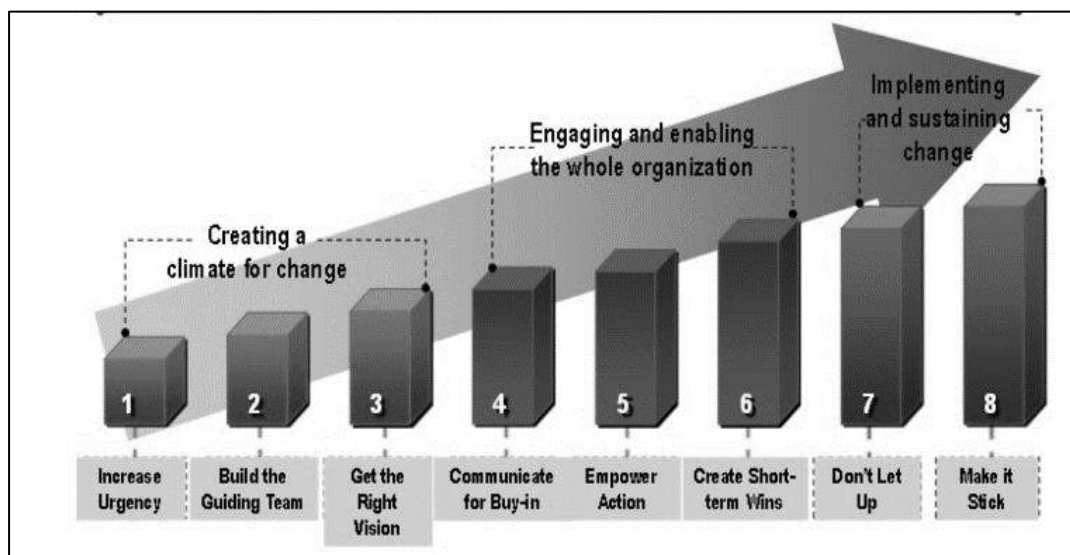 Implementing
and sustaining
change
Engaging and enabling
the whole organization
Creating a
climate for change
1
2
3
4
5
6
7
8
Increase
Urgency
Build the
Guiding Team
Get the
Right
Vision
Communicate
for Buy-in
Empower
Action
Create Short-
term Wins
Don't Let
Up
Make it
Stick